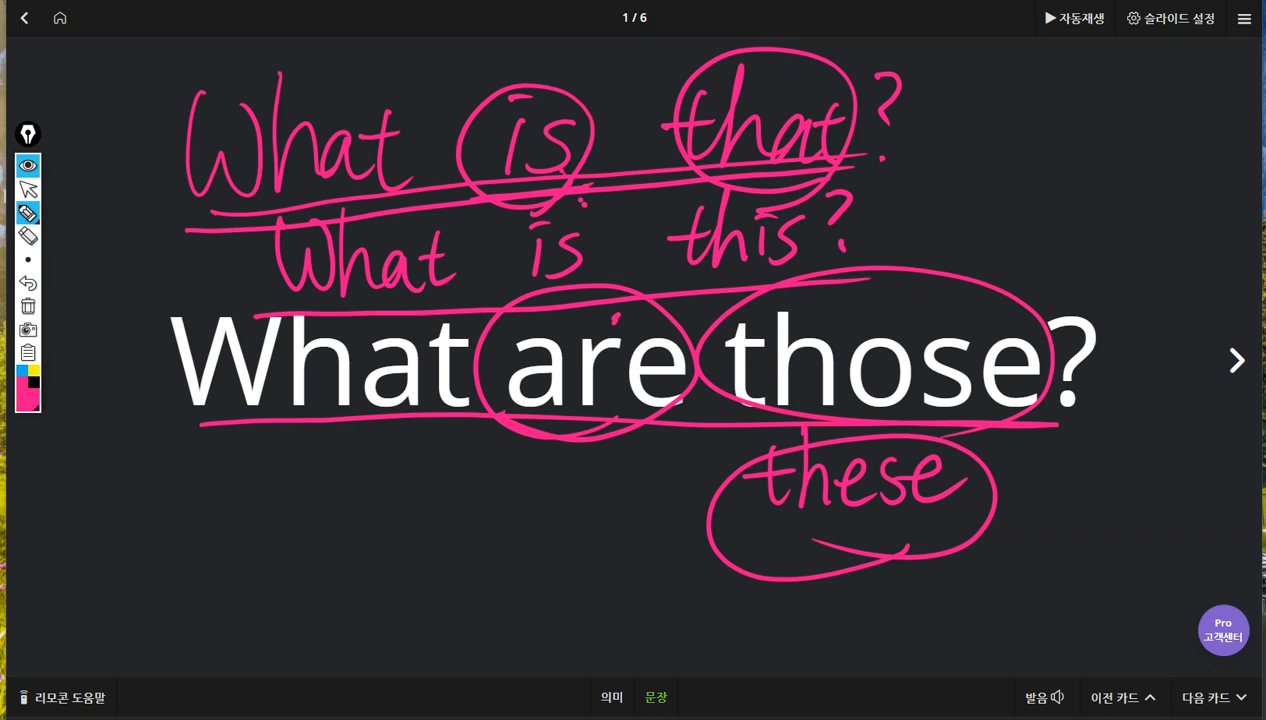 1 / 6
자동재생
슬라이드 설정
What is that?
What is this?
What are those?
these
Pro
고객센터
리모콘 도움말
의미
문장
발음
이전 카드
다음 카드